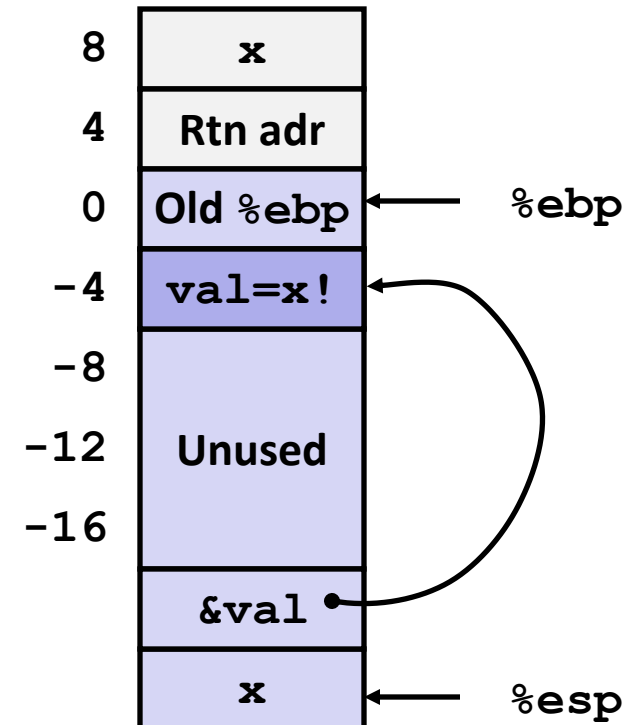 8 x
4 Rtn adr
0 Old %ebp %ebp
-4 val=x!
-8
-12 Unused
-16
&val
x %esp